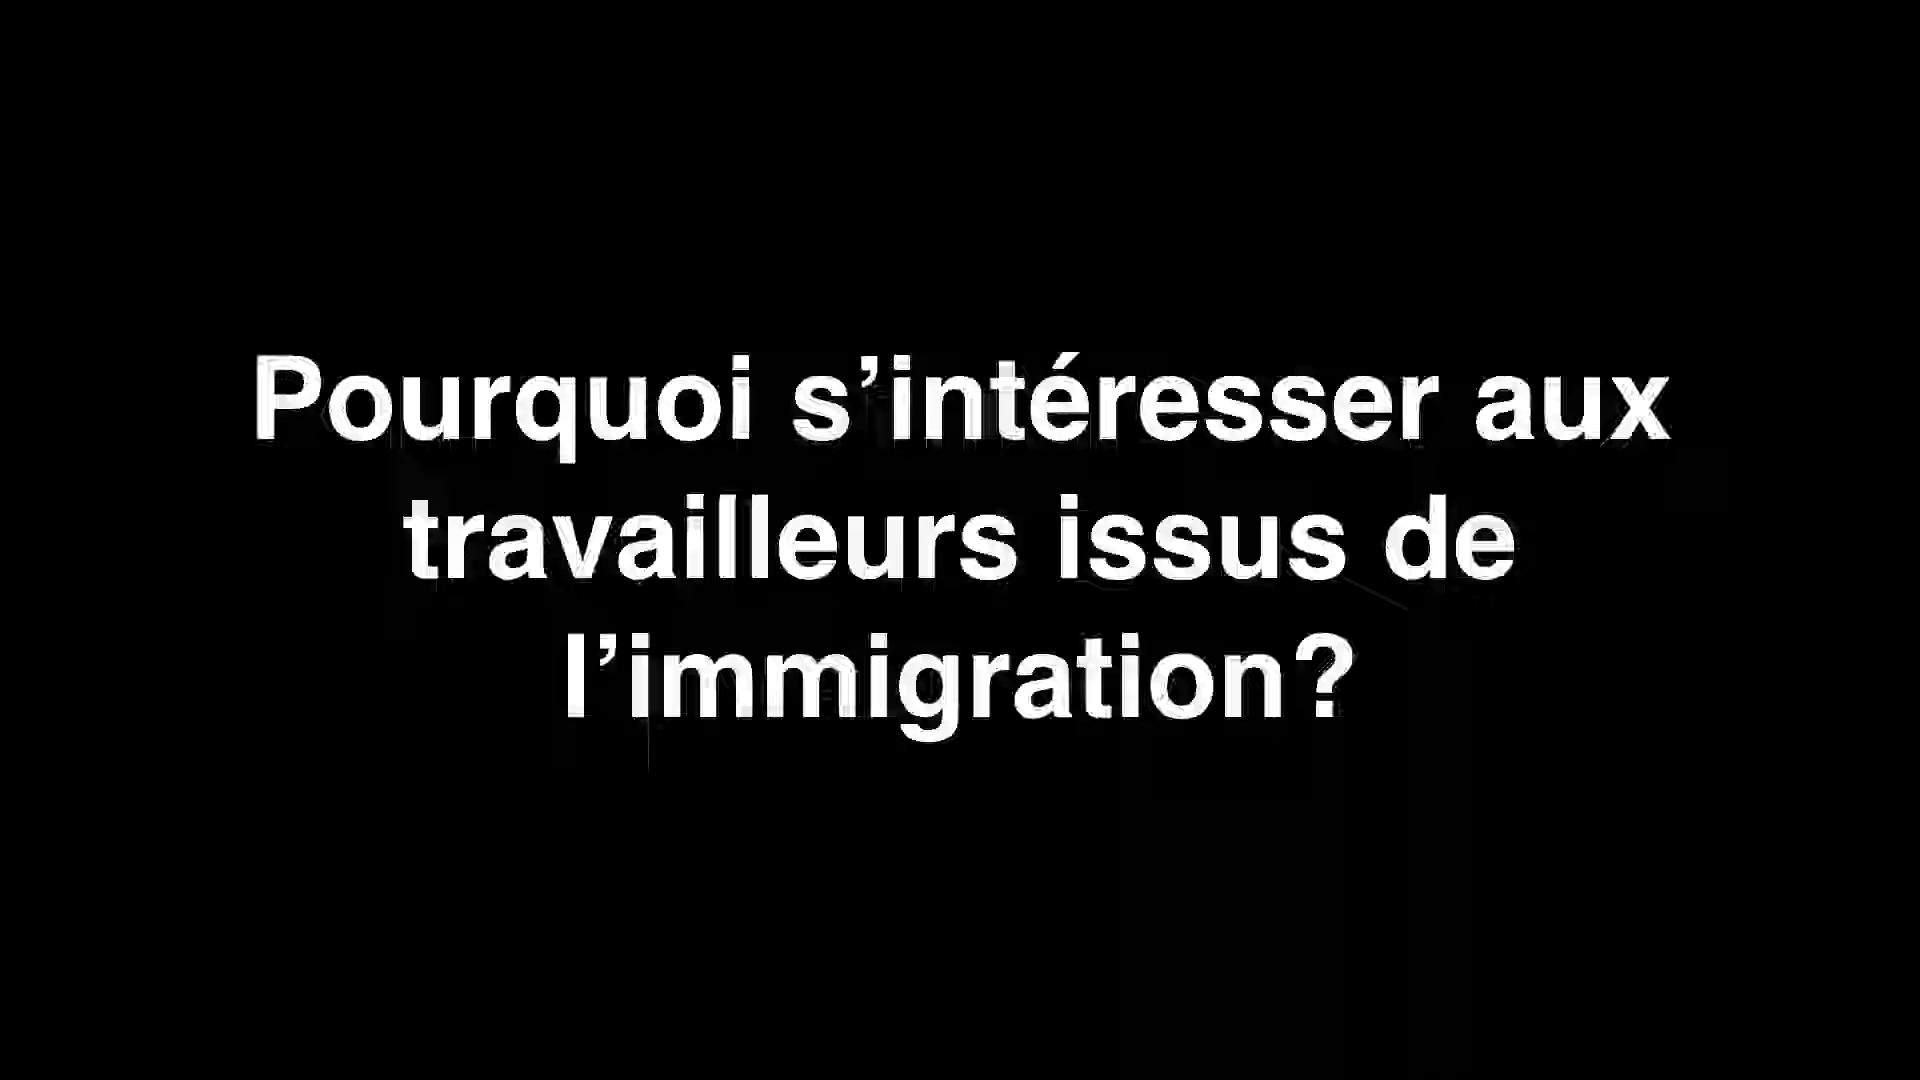 Pourquoi s’intéresser aux
travailleurs issus de
l’immigration?